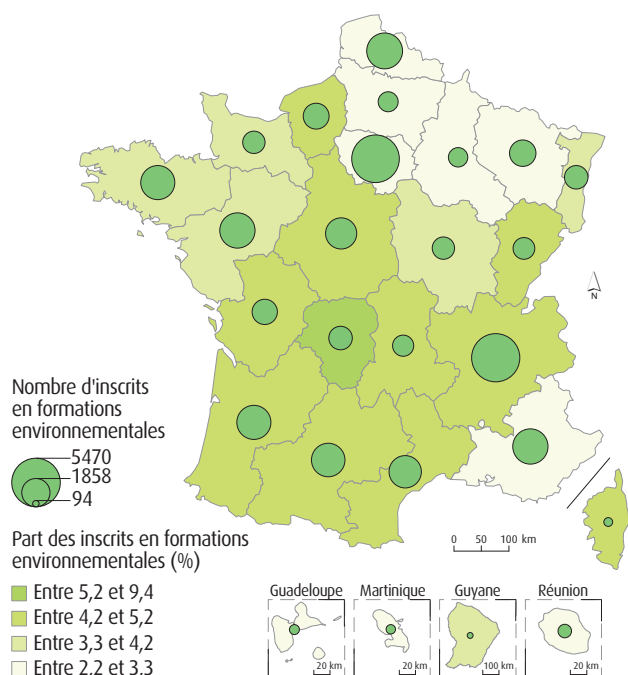 N
Nombre d'inscrits
en formations
environnementales
5470
1858
94
0 50 100 km
Part des inscrits en formations
environnementales (%)
Entre 5,2 et 9,4
Entre 4,2 et 5,2
Entre 3,3 et 4,2
Entre 2,2 et 3,3
Guadeloupe Martinique Guyane Réunion
20 km 20 km 100 km 20 km